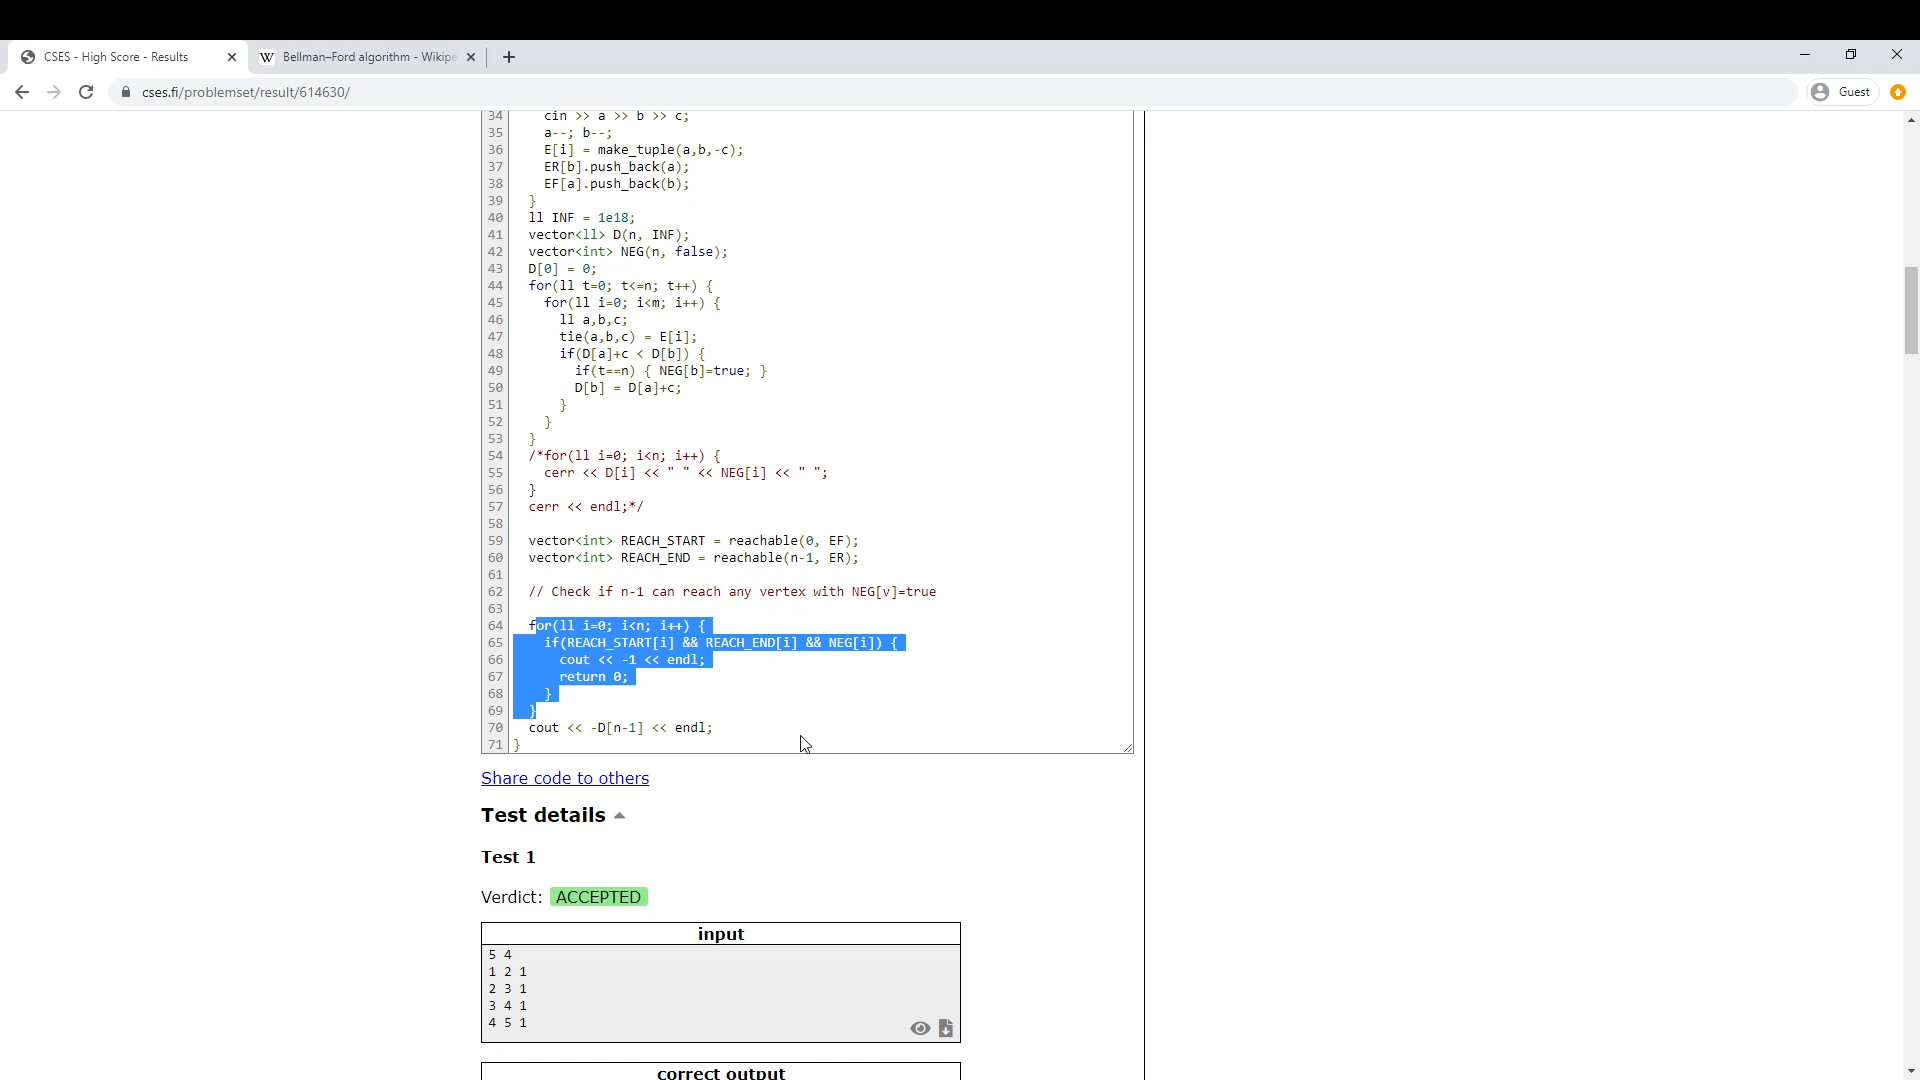 CSES - High Score - Results
Bellman–Ford algorithm - Wikipe
cses.fi/problemset/result/614630/
Guest
34 cin >> a >> b >> c;
35 a--; b--;
36 E[i] = make_tuple(a,b,-c);
37 ER[b].push_back(a);
38 EF[a].push_back(b);
39 }
40 ll INF = 1e18;
41 vector<ll> D(n, INF);
42 vector<int> NEG(n, false);
43 D[0] = 0;
44 for(ll t=0; t<=n; t++) {
45 for(ll i=0; i<m; i++) {
46 ll a,b,c;
47 tie(a,b,c) = E[i];
48 if(D[a]+c < D[b]) {
49 if(t==n) { NEG[b]=true; }
50 D[b] = D[a]+c;
51 }
52 }
53 }
54 /*for(ll i=0; i<n; i++) {
55 cerr << D[i] << " " << NEG[i] << " ";
56 }
57 cerr << endl;*/
58
59 vector<int> REACH_START = reachable(0, EF);
60 vector<int> REACH_END = reachable(n-1, ER);
61
62 // Check if n-1 can reach any vertex with NEG[v]=true
63
64 for(ll i=0; i<n; i++) {
65 if(REACH_START[i] && REACH_END[i] && NEG[i]) {
66 cout << -1 << endl;
67 return 0;
68 }
69 }
70 cout << -D[n-1] << endl;
71 }
Share code to others
Test details
Test 1
Verdict: ACCEPTED
input
5 4
1 2 1
2 3 1
3 4 1
4 5 1
correct output